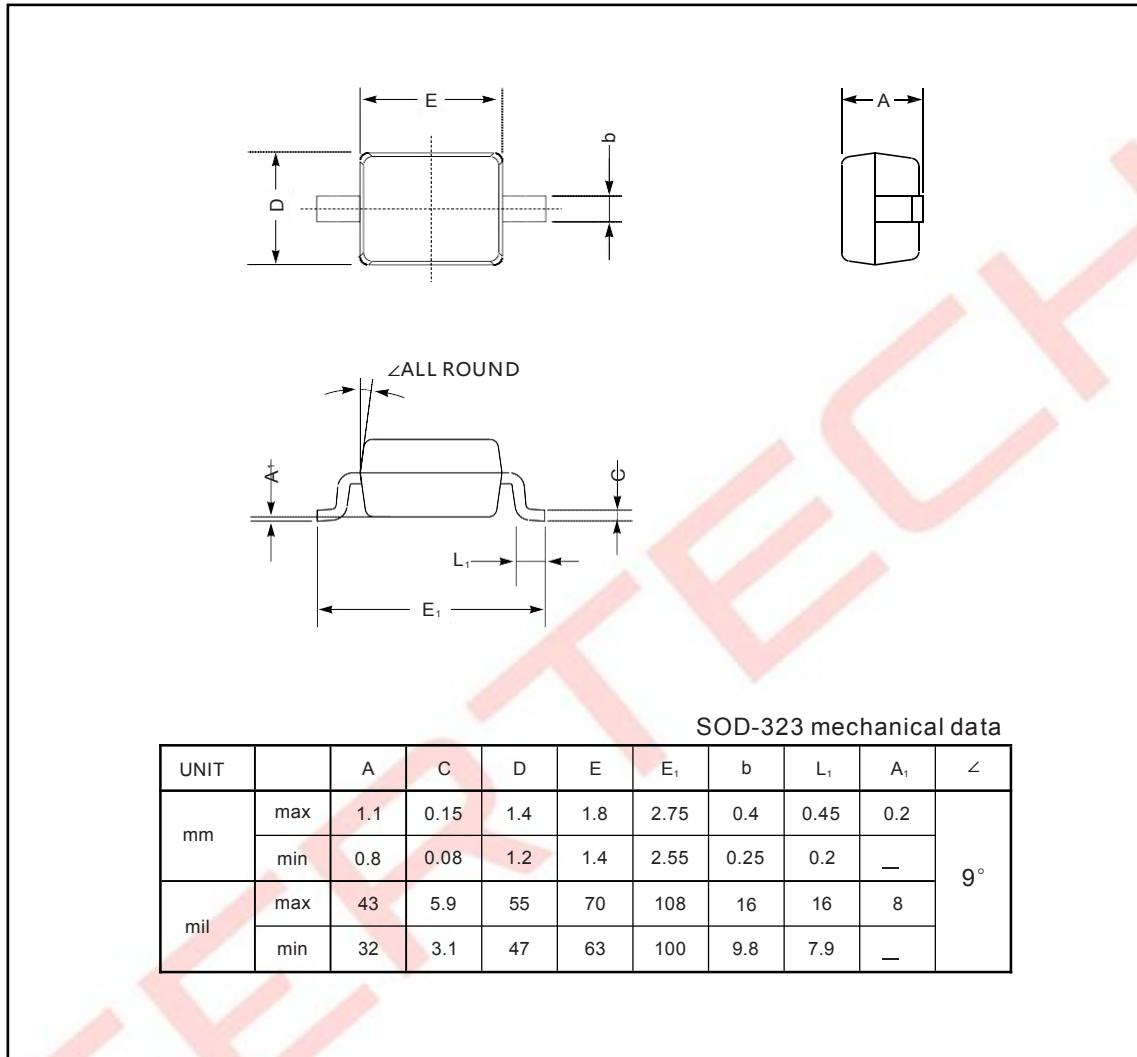 E
A
b
D
∠ALL ROUND
A₁
C
L₁
E₁
SOD-323 mechanical data
UNIT A C D E E₁ b L₁ A₁ ∠
mm max 1.1 0.15 1.4 1.8 2.75 0.4 0.45 0.2 9°
min 0.8 0.08 1.2 1.4 2.55 0.25 0.2 —
mil max 43 5.9 55 70 108 16 16 8
min 32 3.1 47 63 100 9.8 7.9 —
ERTECH